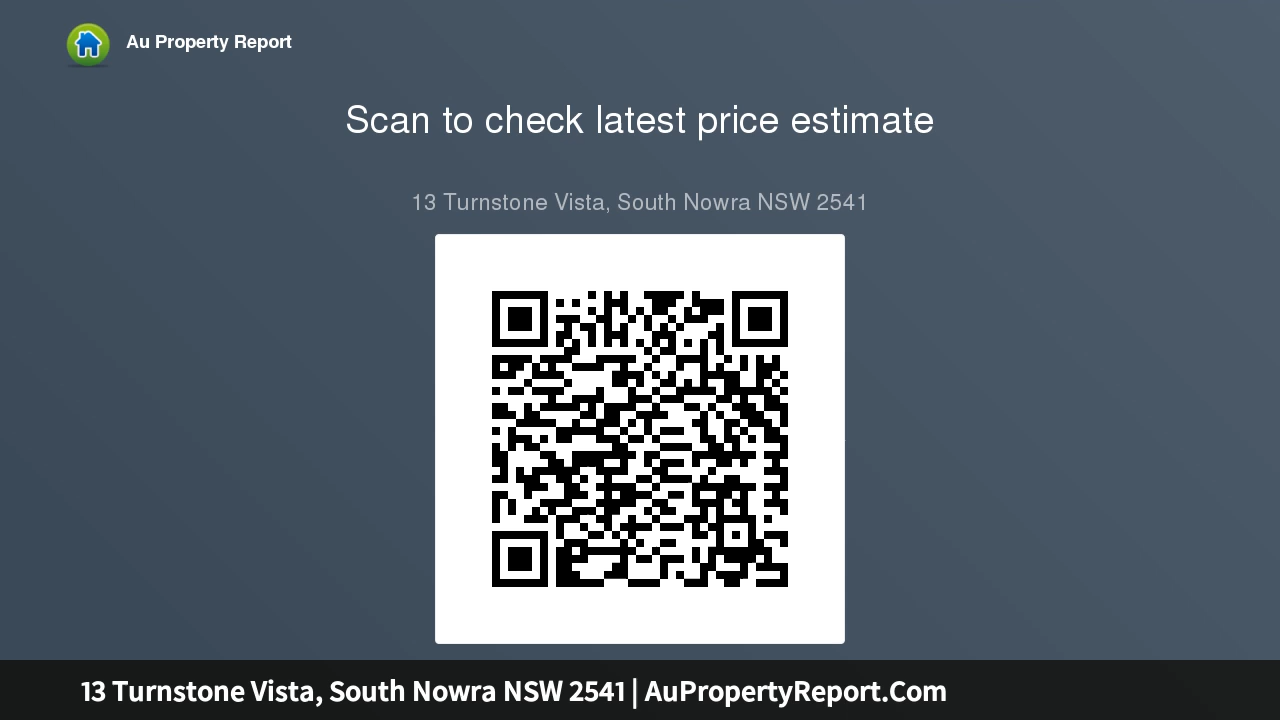 Au Property Report
Scan to check latest price estimate
13 Turnstone Vista, South Nowra NSW 2541
13 Turnstone Vista, South Nowra NSW 2541 | AuPropertyReport.Com